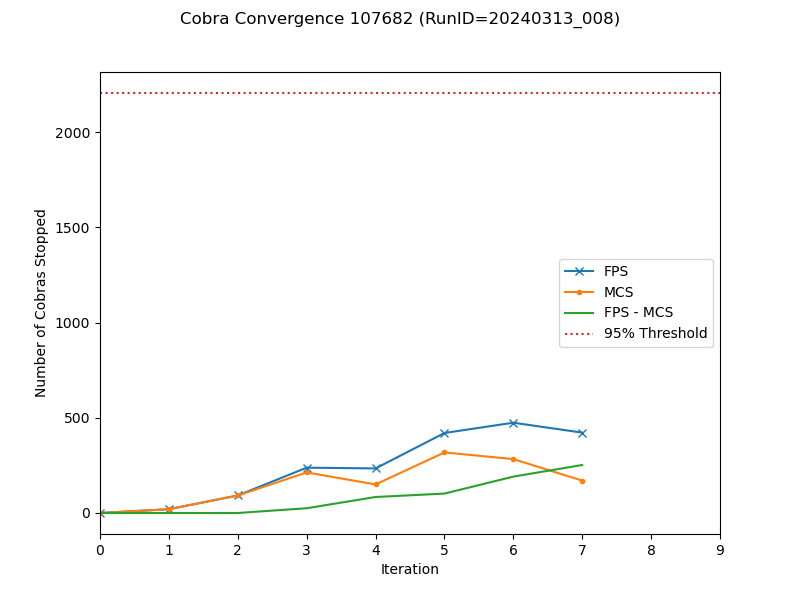 Cobra Convergence 107682 (RunID=20240313_008)
2000
1500
1000
500
0
Number of Cobras Stopped
FPS
MCS
FPS - MCS
95% Threshold
0 1 2 3 4 5 6 7 8 9
Iteration